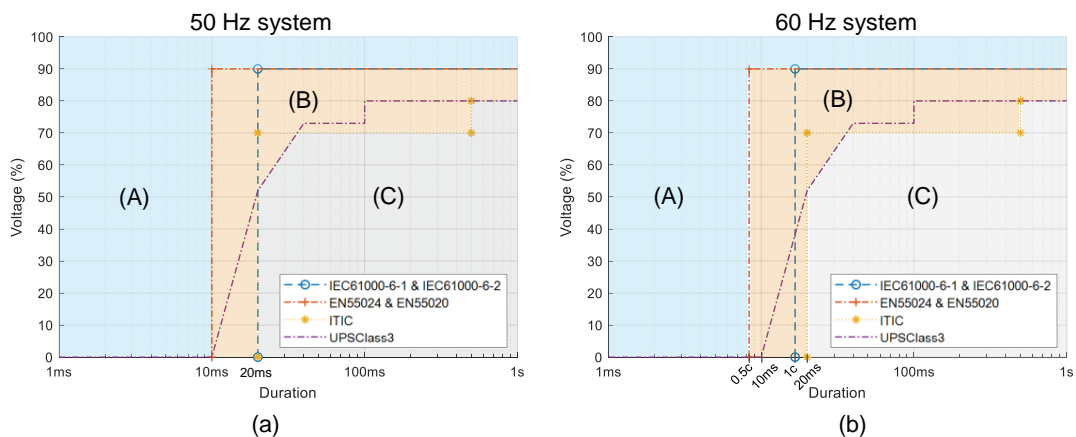 50 Hz system
100
90
80
70
60
50
40
30
20
10
0
Voltage (%)
(A)
(B)
(C)
IEC61000-6-1 & IEC61000-6-2
EN55024 & EN55020
ITIC
UPSClass3
1ms
10ms
20ms
100ms
1s
Duration
(a)
60 Hz system
100
90
80
70
60
50
40
30
20
10
0
Voltage (%)
(A)
(B)
(C)
IEC61000-6-1 & IEC61000-6-2
EN55024 & EN55020
ITIC
UPSClass3
1ms
0.5c
10ms
1c
20ms
100ms
1s
Duration
(b)